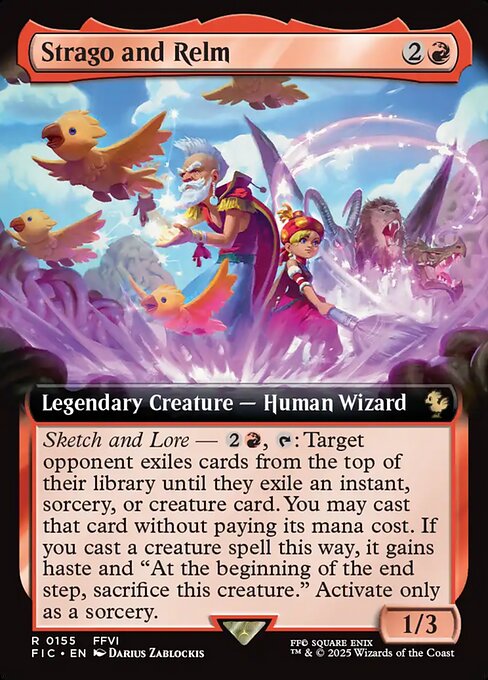 Strago and Relm 2
Legendary Creature — Human Wizard
Sketch and Lore — 2, : Target
opponent exiles cards from the top of
their library until they exile an instant,
sorcery, or creature card. You may cast
that card without paying its mana cost. If
you cast a creature spell this way, it gains
haste and “At the beginning of the end
step, sacrifice this creature.” Activate only
as a sorcery.
1/3
R 0155 FFVI
FIC • EN Darius Zablockis
FF© SQUARE ENIX
™ & © 2025 Wizards of the Coast